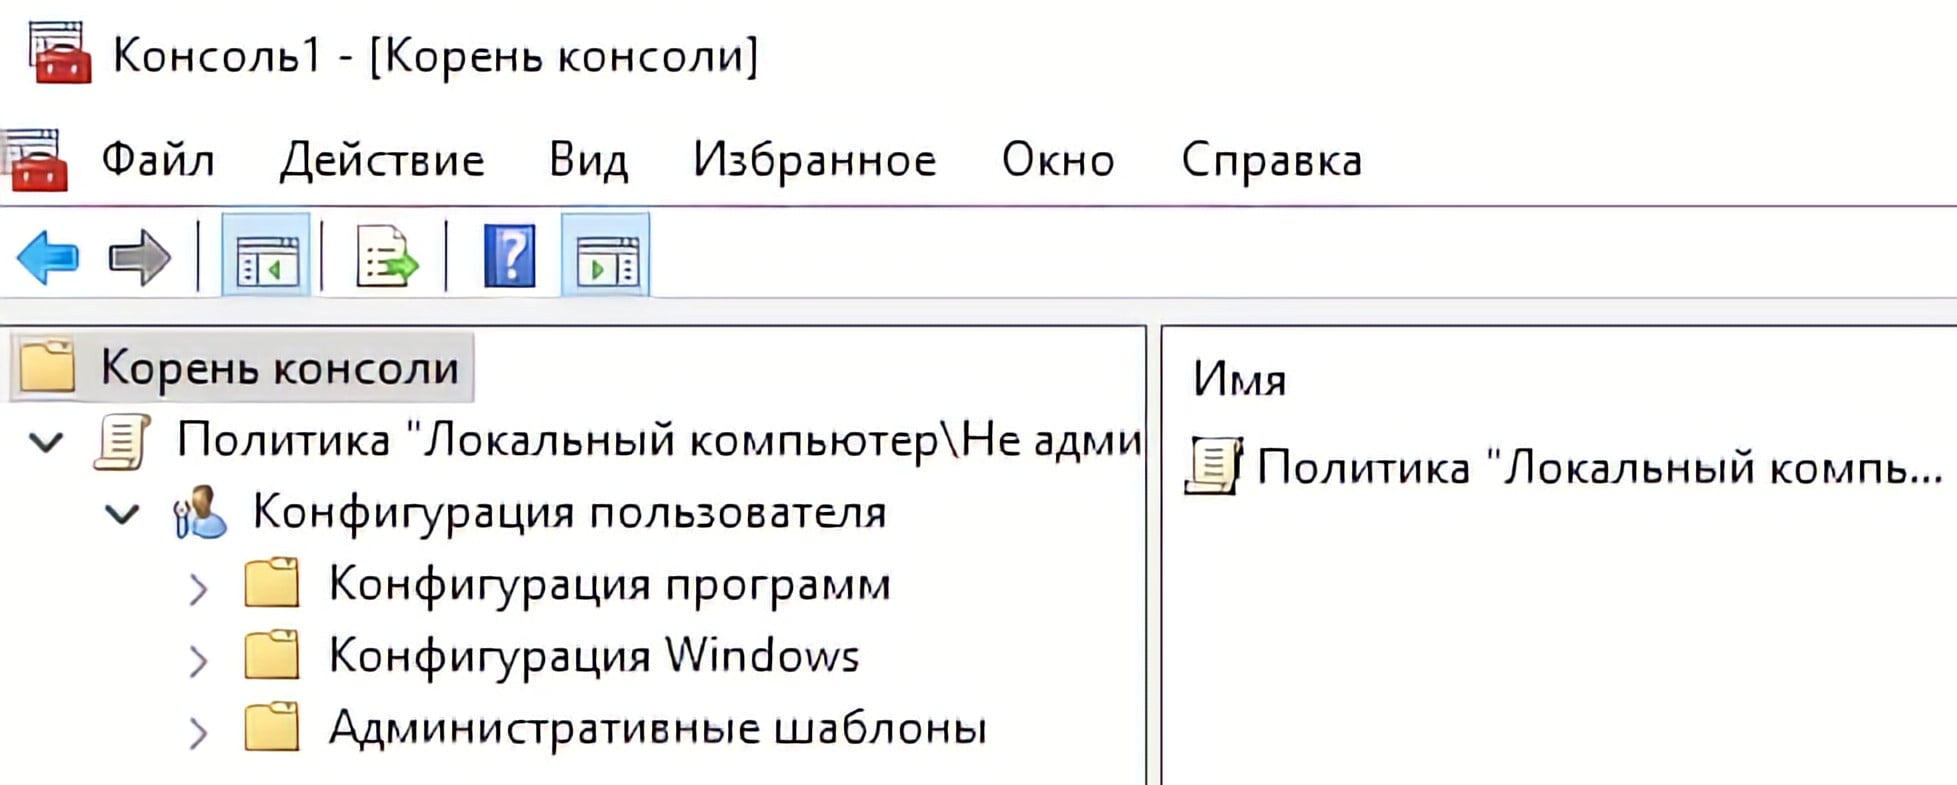 Консоль1 - [Корень консоли]
Файл Действие Вид Избранное Окно Справка
Корень консоли
Политика "Локальный компьютер\Не адми
Конфигурация пользователя
Конфигурация программ
Конфигурация Windows
Административные шаблоны
Имя
Политика "Локальный компь...